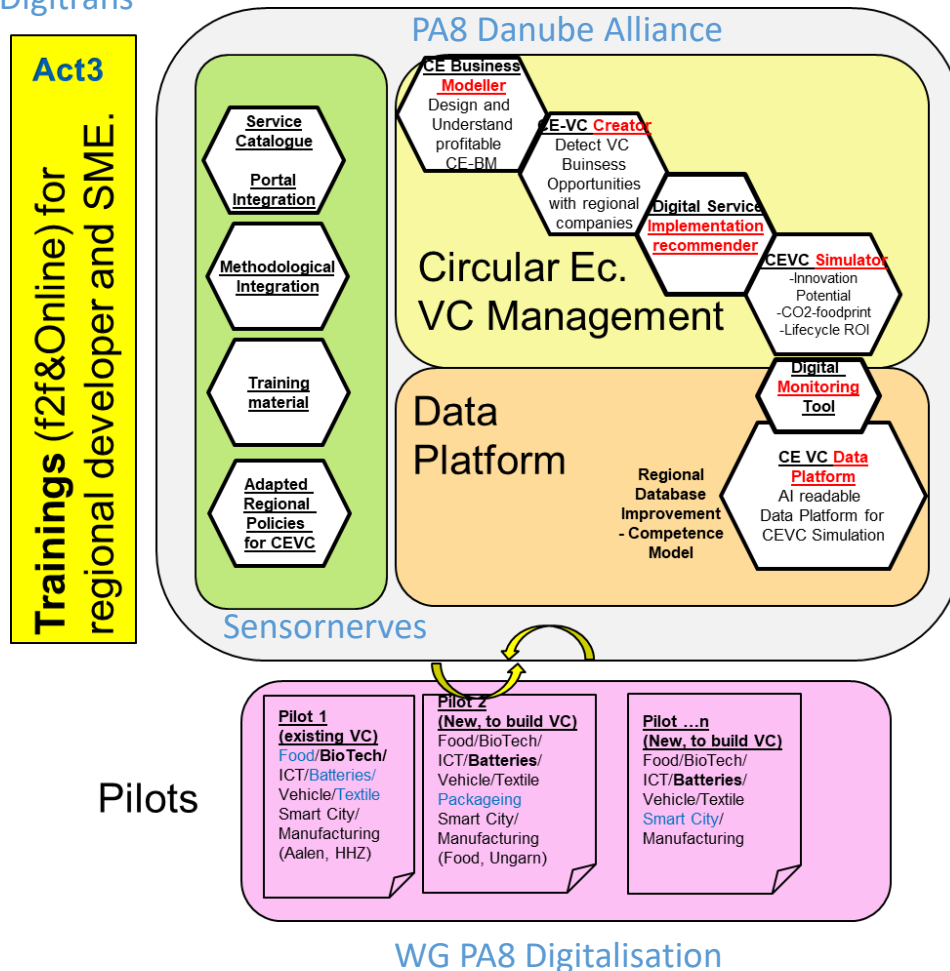 Digitrans
PA8 Danube Alliance
Act3
Trainings (f2f&Online) for
regional developer and SME.
Service
Catalogue
Portal
Integration
Methodological
Integration
Training
material
Adapted
Regional
Policies
for CEVC
CE Business
Modeller
Design and
Understand
profitable
CE-BM
CE-VC Creator
Detect VC
Buinsess
Opportunities
with regional
companies
Digital Service
Implementation
recommender
CEVC Simulator
-Innovation
Potential
-CO2-footprint
-Lifecycle ROI
Circular Ec.
VC Management
Digital
Monitoring
Tool
Data
Platform
Regional
Database
Improvement
- Competence
Model
CE VC Data
Platform
AI readable
Data Platform for
CEVC Simulation
Sensornerves
Pilots
Pilot 1
(existing VC)
Food/BioTech/
ICT/Batteries/
Vehicle/Textile
Smart City/
Manufacturing
(Aalen, HHZ)
Pilot 2
(New, to build VC)
Food/BioTech/
ICT/Batteries/
Vehicle/Textile
Packageing
Smart City/
Manufacturing
(Food, Ungarn)
Pilot ...n
(New, to build VC)
Food/BioTech/
ICT/Batteries/
Vehicle/Textile
Smart City/
Manufacturing
WG PA8 Digitalisation